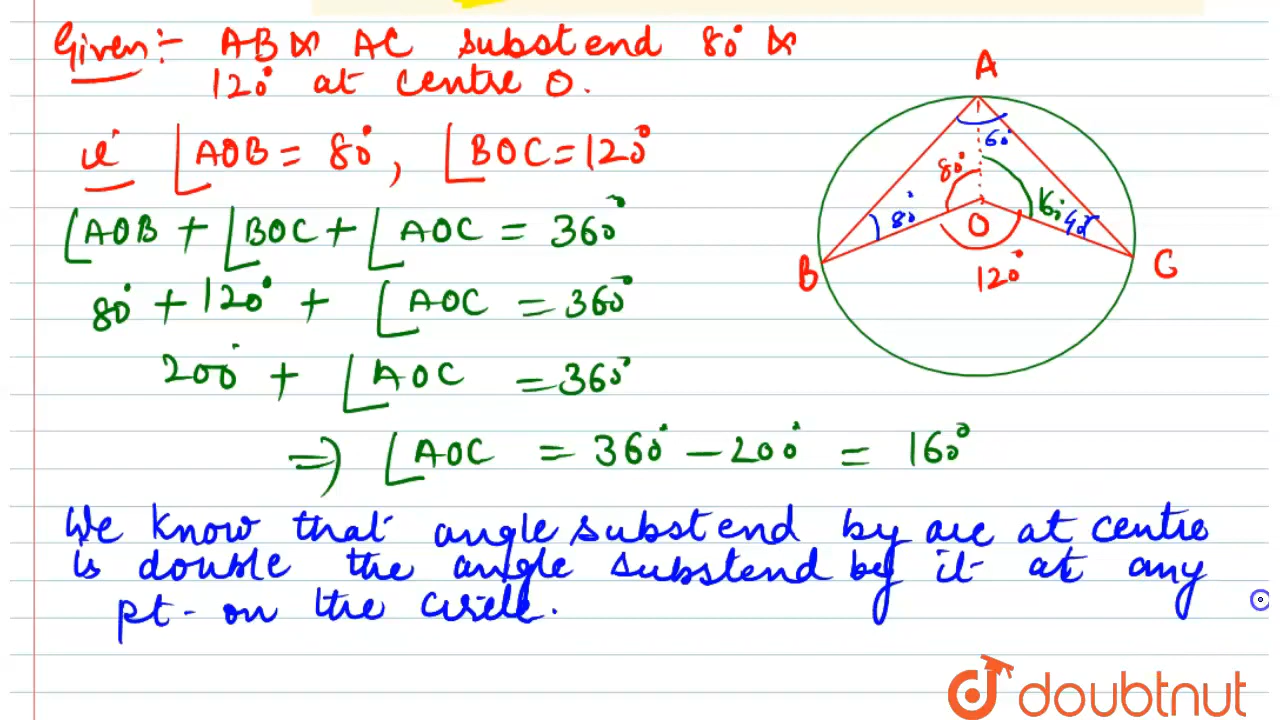 Given:- AB & AC substend 80° &
120° at centre O.
ie ∠AOB = 80°, ∠BOC = 120°
∠AOB + ∠BOC + ∠AOC = 360°
80° + 120° + ∠AOC = 360°
200° + ∠AOC = 360°
=> ∠AOC = 360° - 200° = 160°
We know that angle substend by arc at centre
is double the angle substend by it at any
pt- on the circle.
A
60°
80°
80°
O
160°
40°
B
C
120°
doubtnut